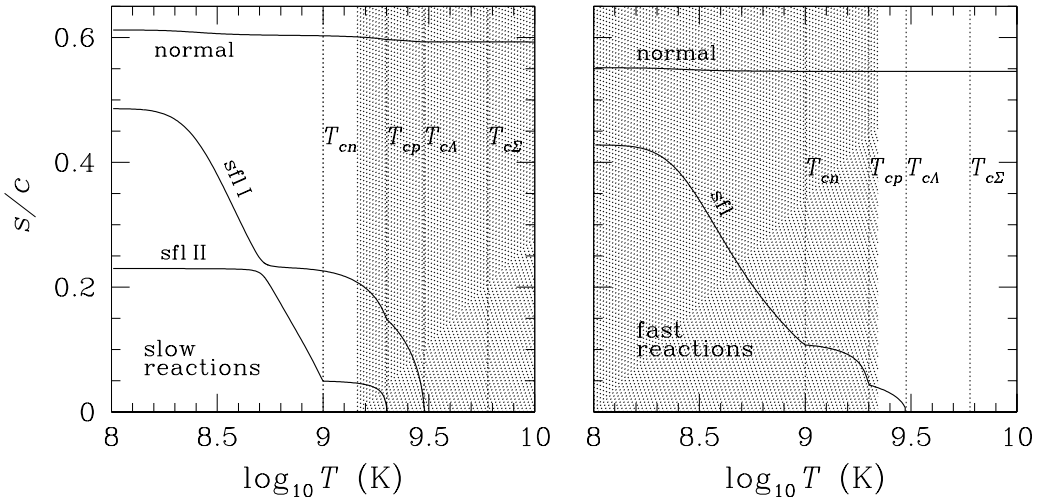 0.6
normal
T_cn
T_cp
T_cΛ
T_cΣ
0.4
s/c
sfl I
sfl II
0.2
slow
reactions
0
8
8.5
9
9.5
10
log₁₀ T (K)
normal
T_cn
T_cp
T_cΛ
T_cΣ
sfl
fast
reactions
8
8.5
9
9.5
10
log₁₀ T (K)